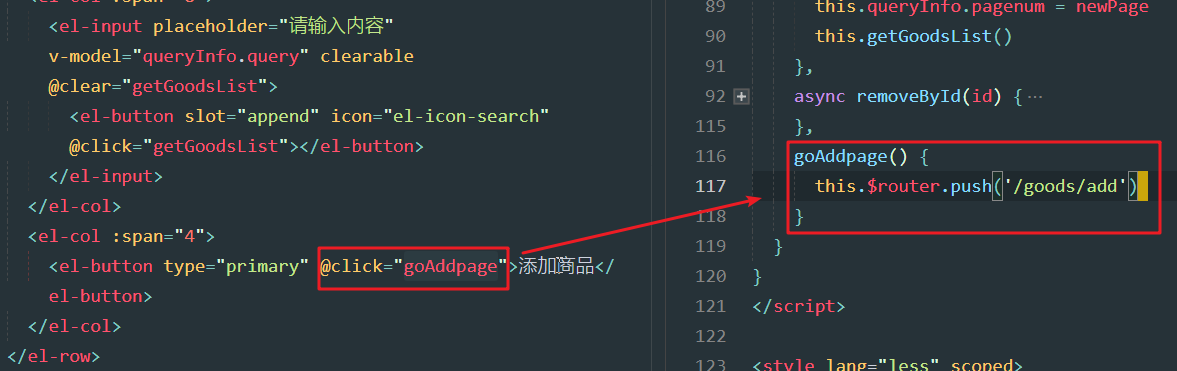 <el-input placeholder="请输入内容"
v-model="queryInfo.query" clearable
@clear="getGoodsList">
<el-button slot="append" icon="el-icon-search"
@click="getGoodsList"></el-button>
</el-input>
</el-col>
<el-col :span="4">
<el-button type="primary" @click="goAddpage">添加商品</
el-button>
</el-col>
</el-row>
89 this.queryInfo.pagenum = newPage
90 this.getGoodsList()
91 },
92 async removeById(id) {…
115 },
116 goAddpage() {
117 this.$router.push('/goods/add')
118 }
119 }
120 }
121 </script>
122
123 <style lang="less" scoped>